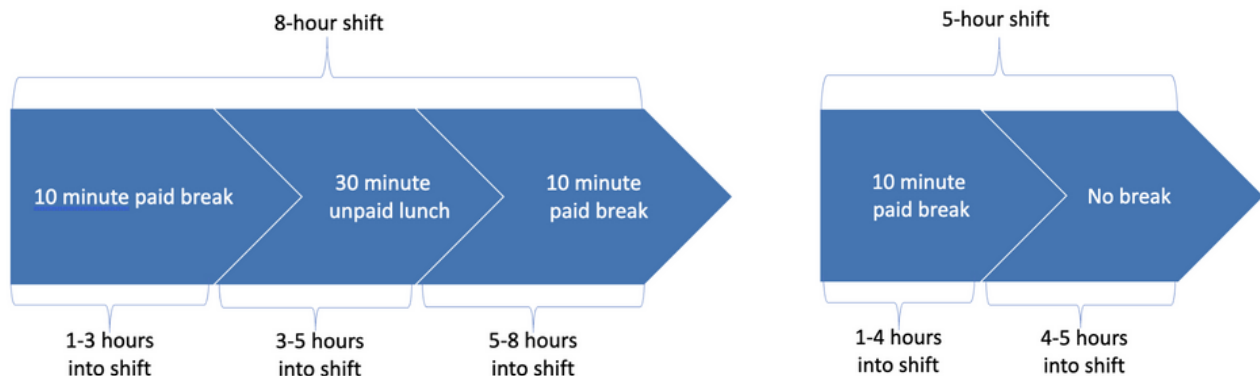 8-hour shift
10 minute paid break
30 minute
unpaid lunch
10 minute
paid break
1-3 hours
into shift
3-5 hours
into shift
5-8 hours
into shift
5-hour shift
10 minute
paid break
No break
1-4 hours
into shift
4-5 hours
into shift